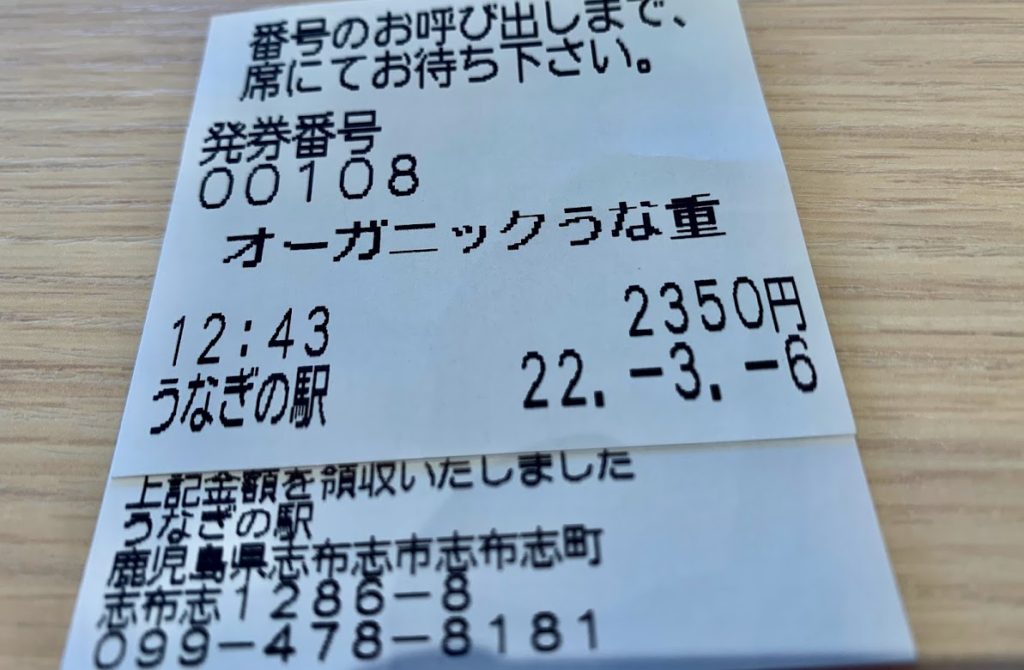 番号のお呼び出しまで、
席にてお待ち下さい。
発券番号
00108
オーガニックうな重
2350円
12:43
うなぎの駅 22.-3.-6
上記金額を領収いたしました
うなぎの駅
鹿児島県志布志市志布志町
志布志1286-8
099-478-8181